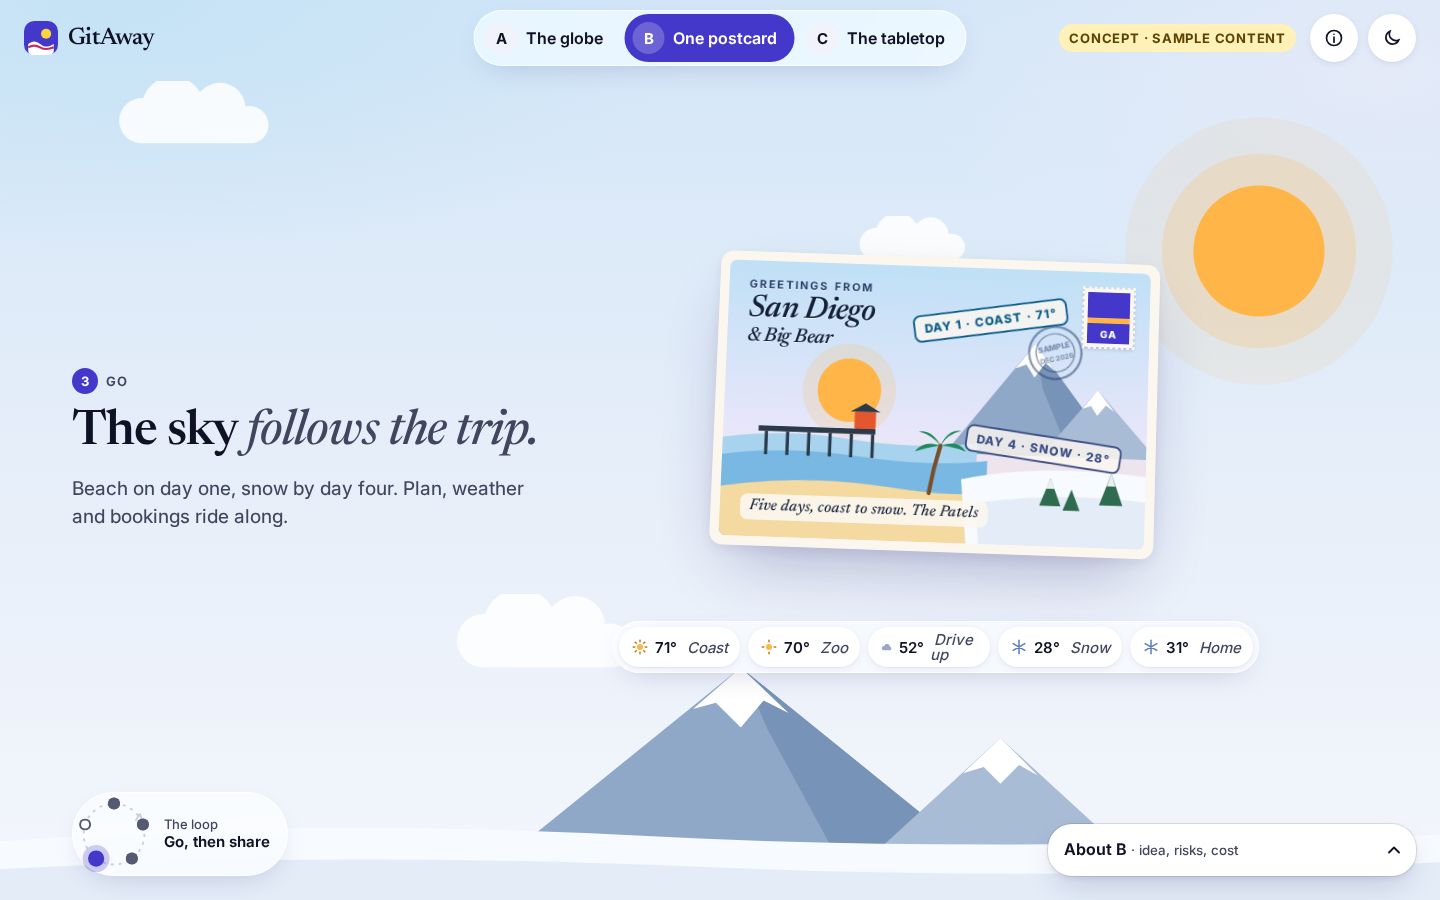 GitAway
A The globe
B One postcard
C The tabletop
CONCEPT · SAMPLE CONTENT
GREETINGS FROM
San Diego
& Big Bear
DAY 1 · COAST · 71°
GA
SAMPLE
DEC 2026
DAY 4 · SNOW · 28°
Five days, coast to snow. The Patels
3 GO
The sky follows the trip.
Beach on day one, snow by day four. Plan, weather
and bookings ride along.
71° Coast
70° Zoo
52° Drive up
28° Snow
31° Home
The loop
Go, then share
About B · idea, risks, cost